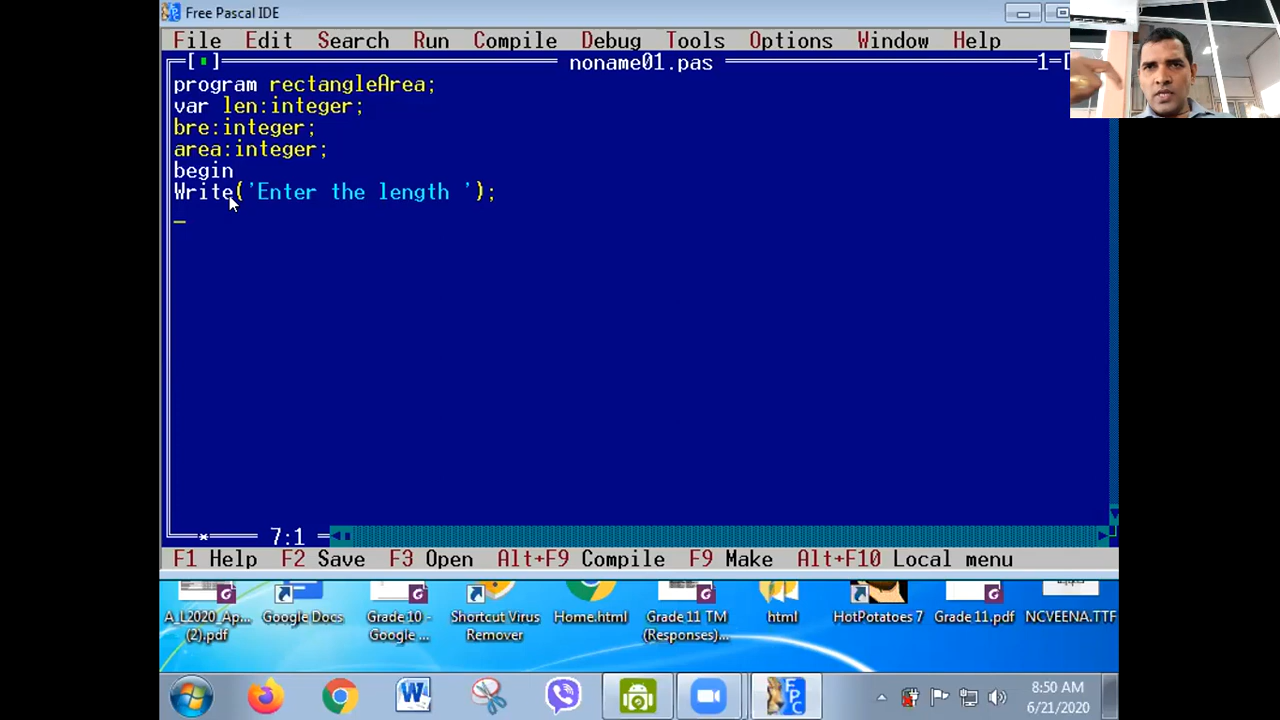 Free Pascal IDE
File Edit Search Run Compile Debug Tools Options Window Help
noname01.pas 1
program rectangleArea;
var len:integer;
bre:integer;
area:integer;
begin
Write('Enter the length ');
7:1
F1 Help F2 Save F3 Open Alt+F9 Compile F9 Make Alt+F10 Local menu
A_L2020_Ap... Google Docs Grade 10 - Shortcut Virus Home.html Grade 11 TM html HotPotatoes 7 Grade 11.pdf NCVEENA.TTF
(2).pdf Google ... Remover (Responses)...
8:50 AM
6/21/2020